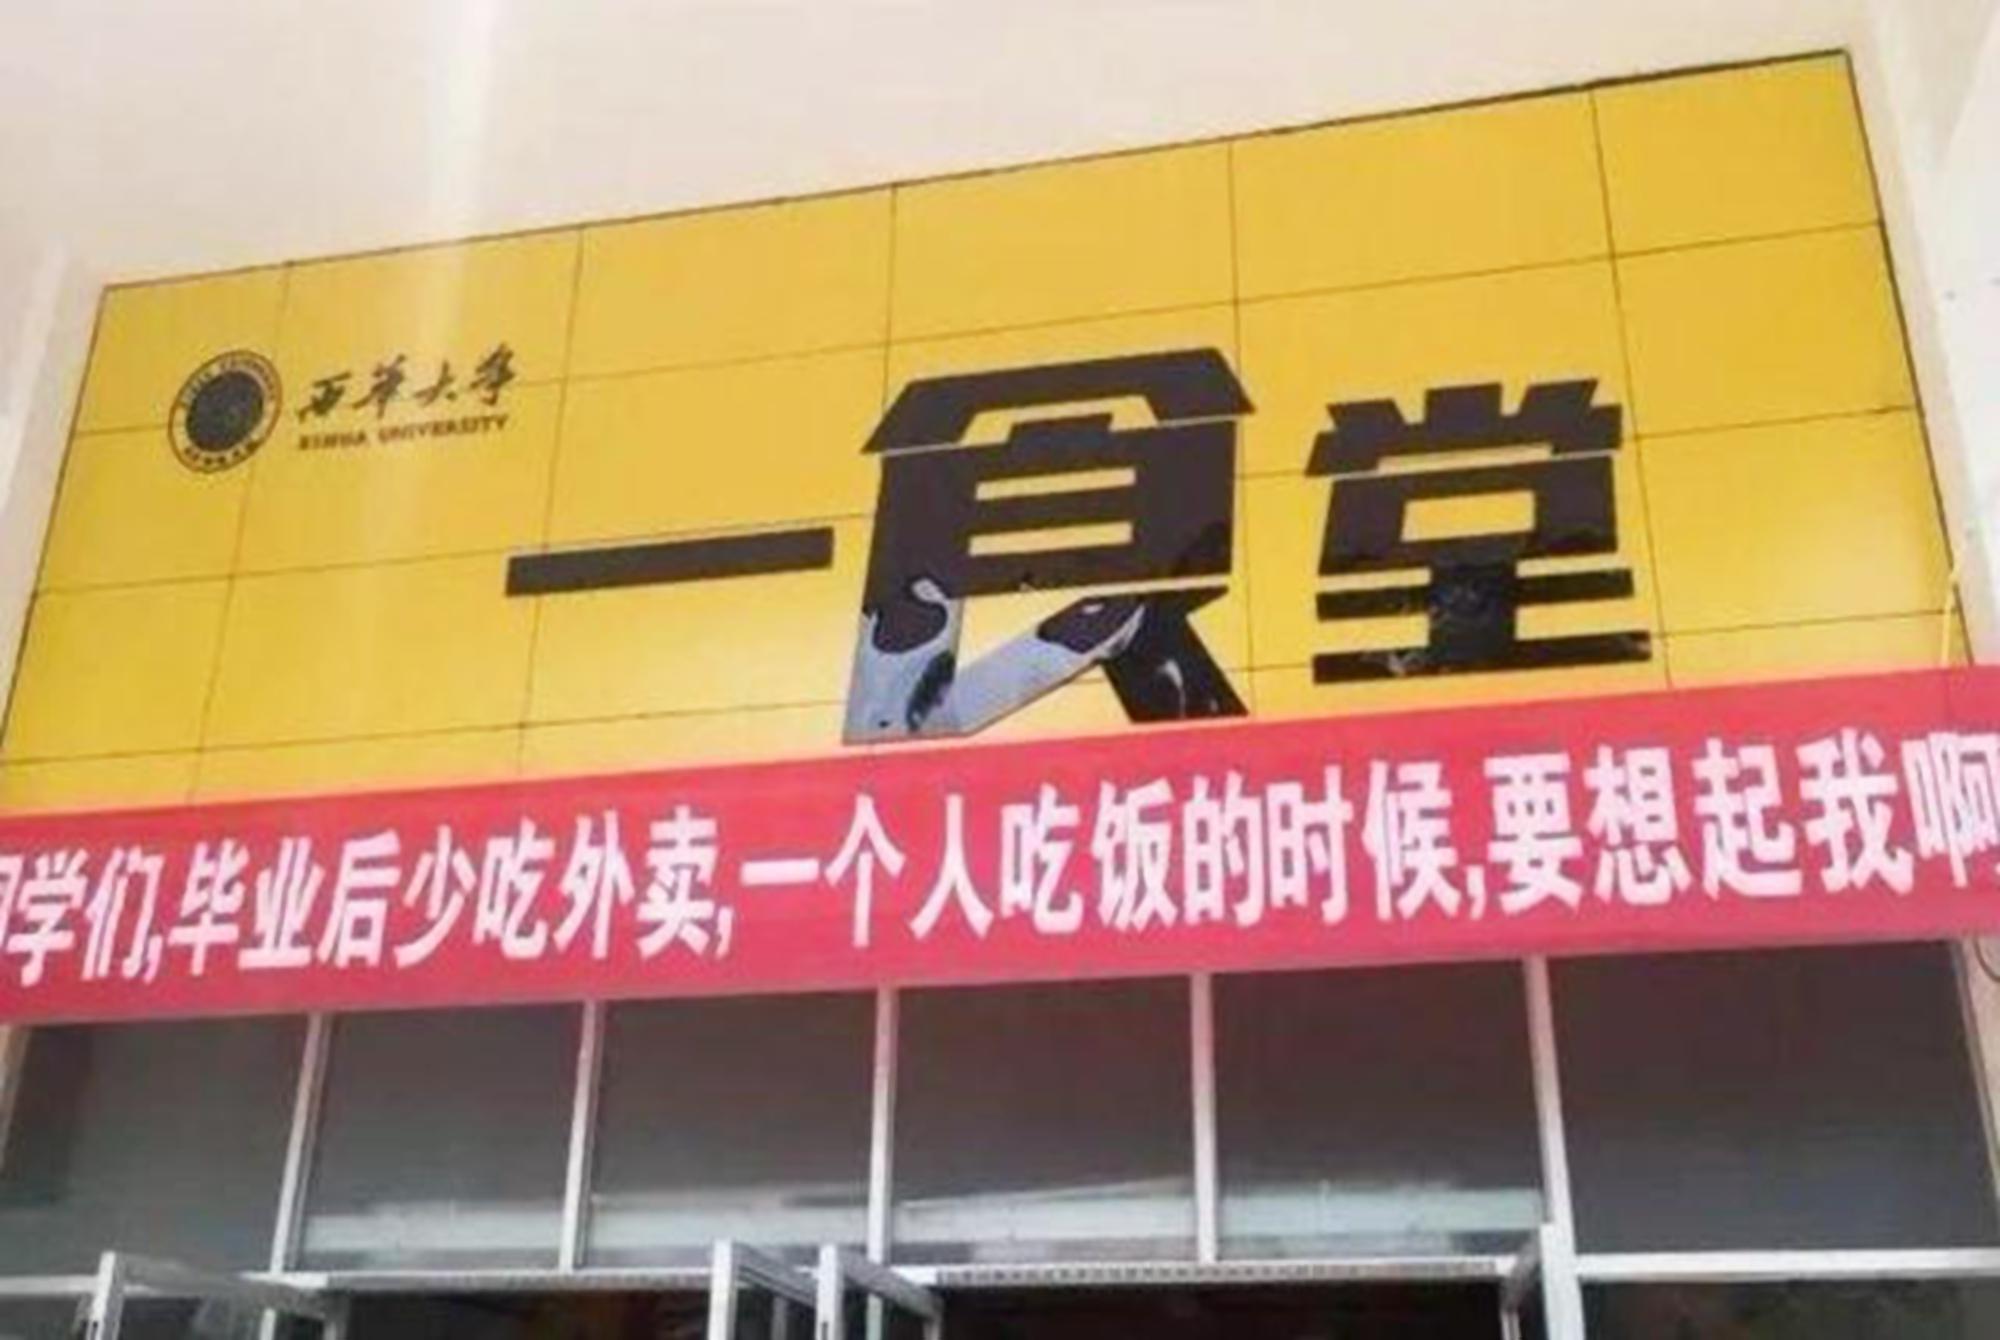 西华大学
XIHUA UNIVERSITY
一食堂
同学们,毕业后少吃外卖,一个人吃饭的时候,要想起我啊